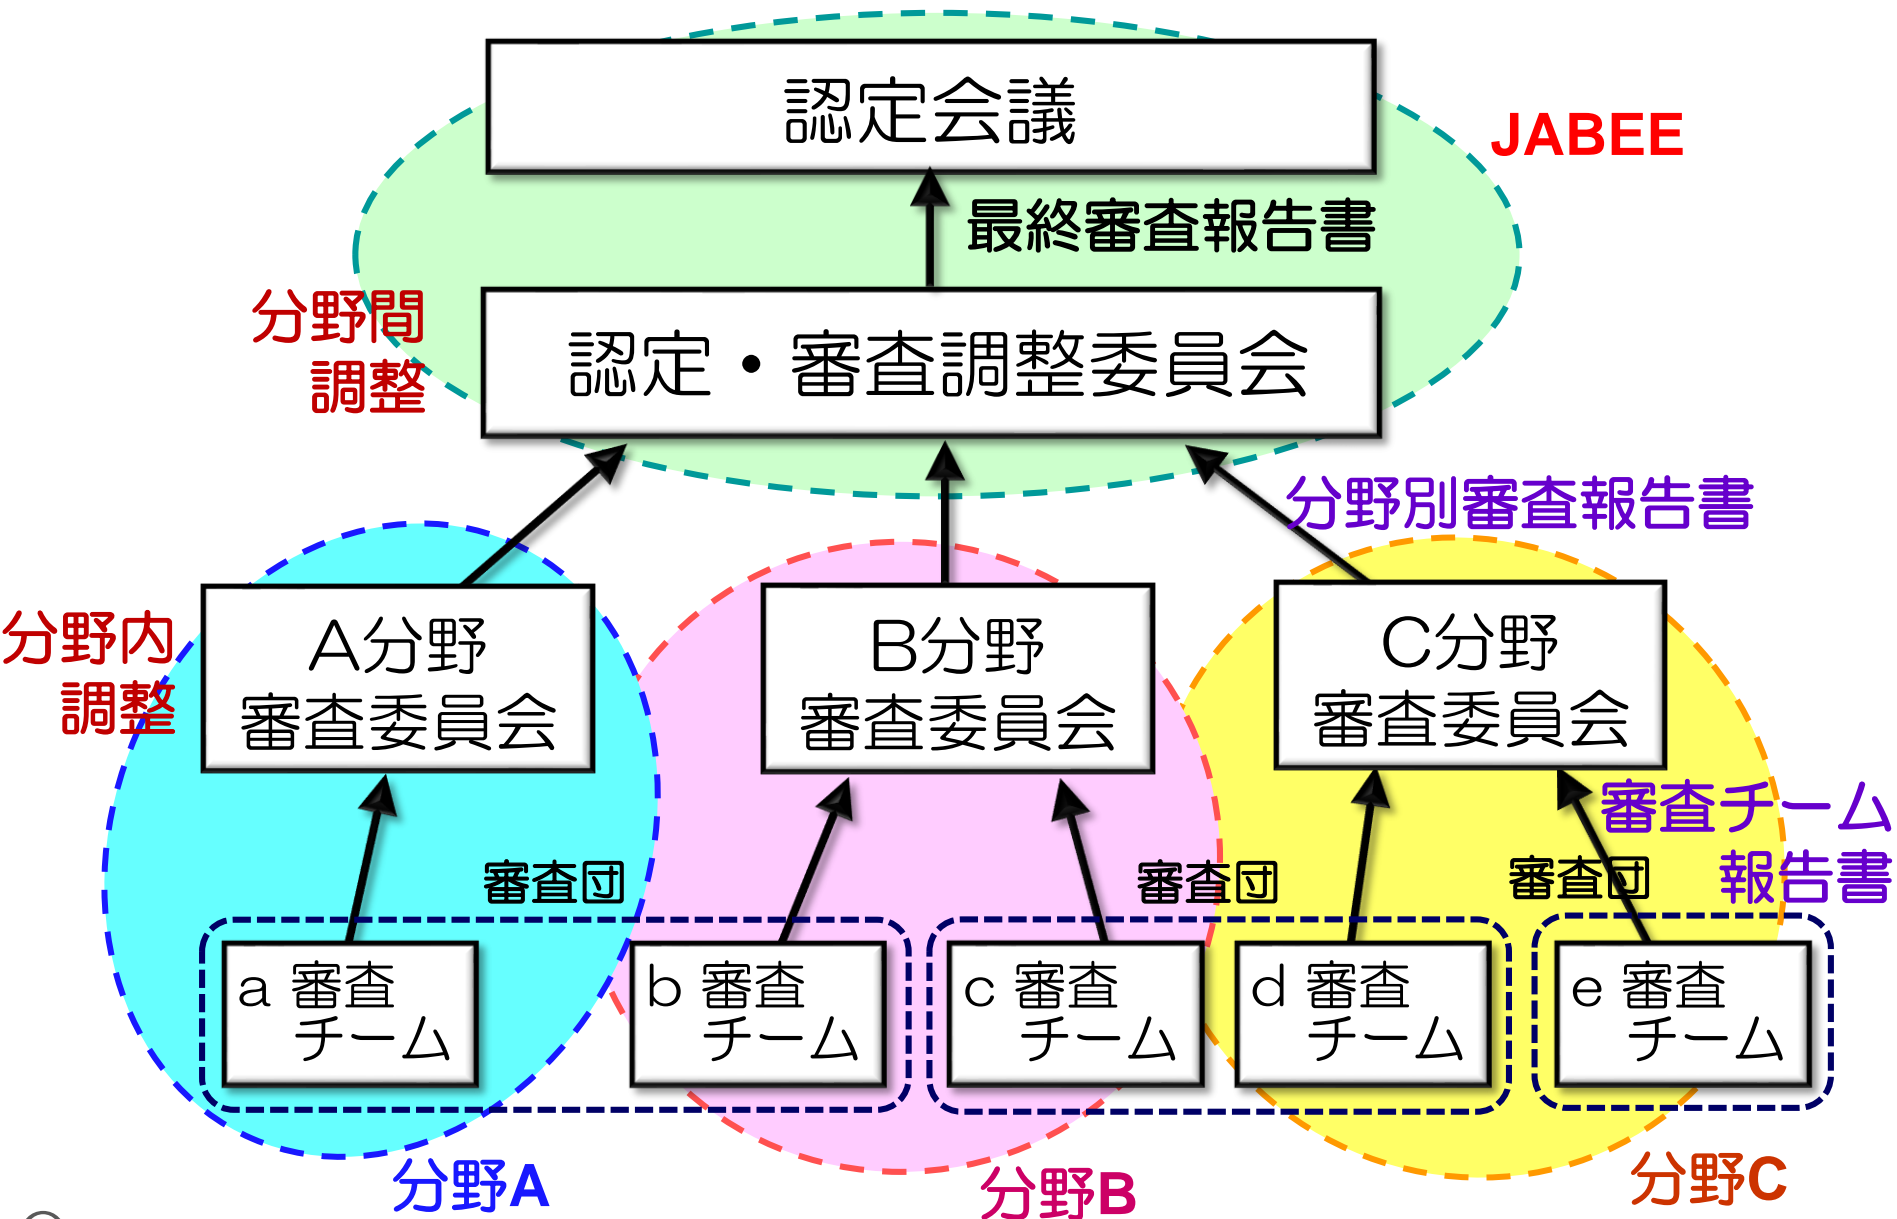 認定会議
JABEE
最終審査報告書
分野間
調整
認定・審査調整委員会
分野別審査報告書
分野内
調整
A分野
審査委員会
B分野
審査委員会
C分野
審査委員会
審査チーム
報告書
審査団
審査団
審査団
a 審査
チーム
b 審査
チーム
c 審査
チーム
d 審査
チーム
e 審査
チーム
分野A
分野B
分野C